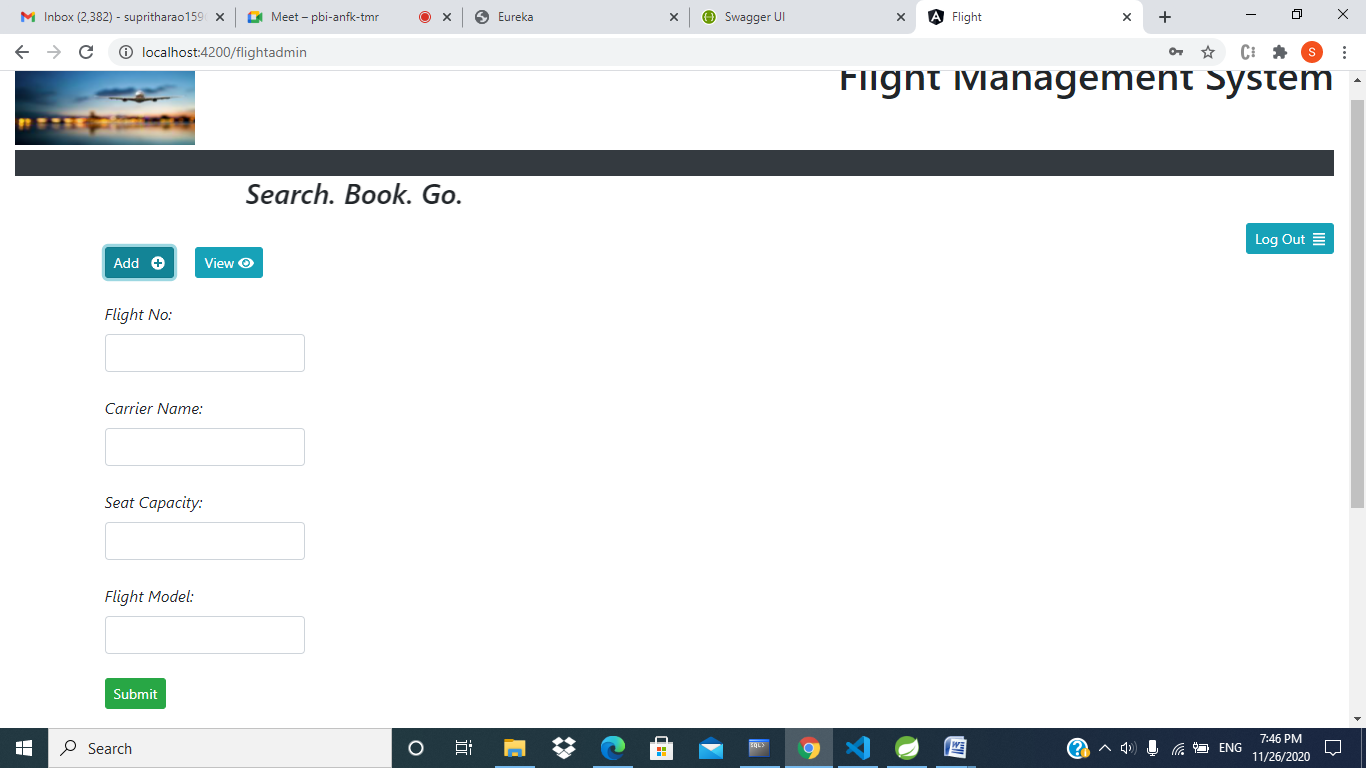 Inbox (2,382) - supritharao159
Meet – pbi-anfk-tmr
Eureka
Swagger UI
Flight
localhost:4200/flightadmin
S
Flight Management System
Search. Book. Go.
Log Out
Add
View
Flight No:
Carrier Name:
Seat Capacity:
Flight Model:
Submit
Search
SQL>
W
ENG
7:46 PM
11/26/2020